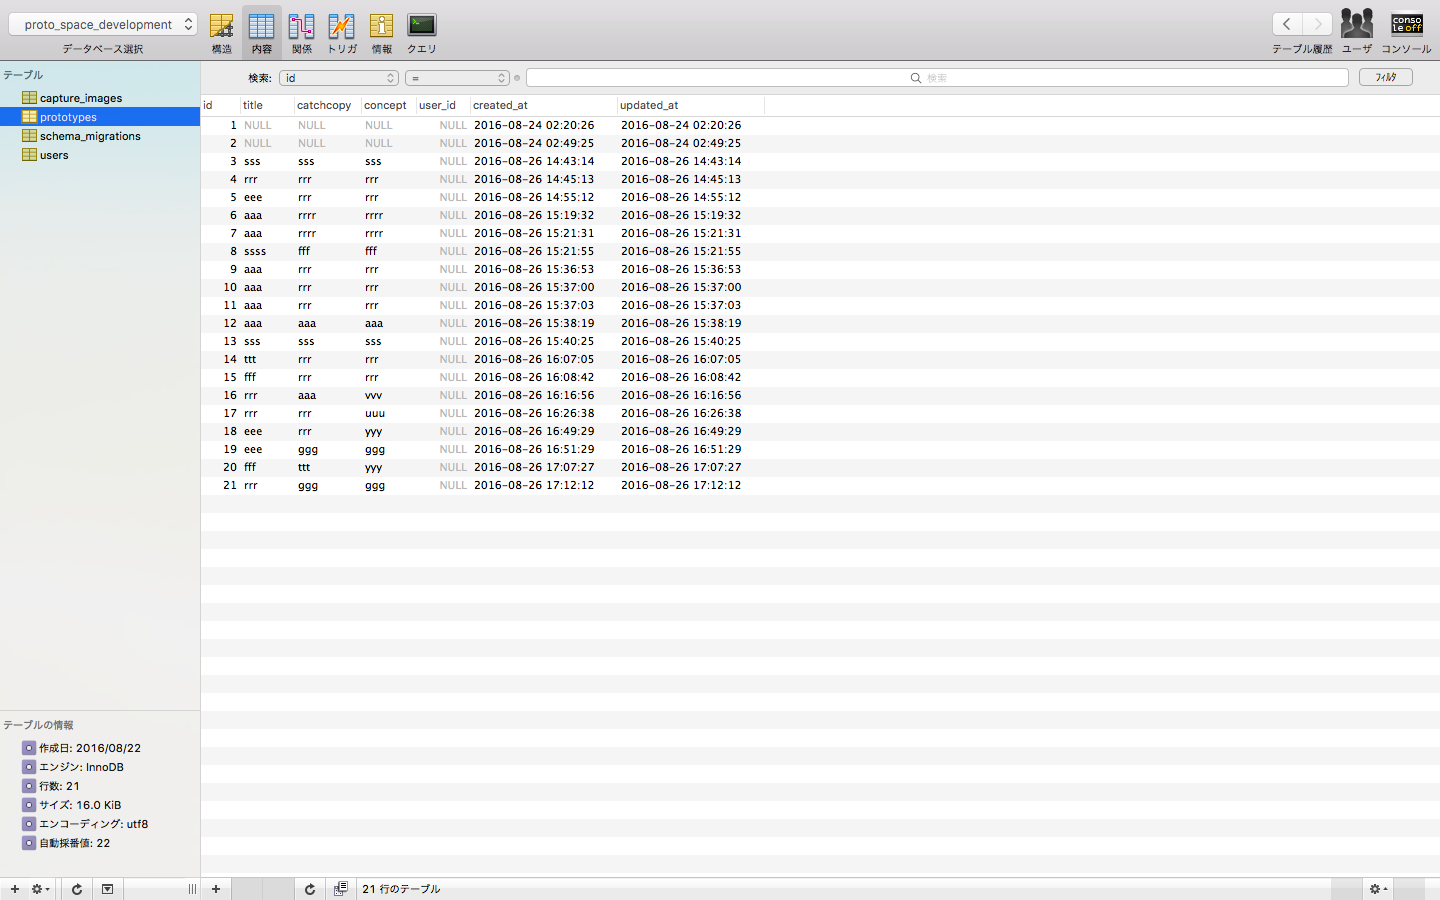 proto_space_development
データベース選択
構造 内容 関係 トリガ 情報 クエリ
テーブル履歴 ユーザ コンソール
conso
leoff
テーブル
capture_images
prototypes
schema_migrations
users
検索: id = 検索 フィルタ
id title catchcopy concept user_id created_at updated_at
1 NULL NULL NULL NULL 2016-08-24 02:20:26 2016-08-24 02:20:26
2 NULL NULL NULL NULL 2016-08-24 02:49:25 2016-08-24 02:49:25
3 sss sss sss NULL 2016-08-26 14:43:14 2016-08-26 14:43:14
4 rrr rrr rrr NULL 2016-08-26 14:45:13 2016-08-26 14:45:13
5 eee rrr rrr NULL 2016-08-26 14:55:12 2016-08-26 14:55:12
6 aaa rrrr rrrr NULL 2016-08-26 15:19:32 2016-08-26 15:19:32
7 aaa rrrr rrrr NULL 2016-08-26 15:21:31 2016-08-26 15:21:31
8 ssss fff fff NULL 2016-08-26 15:21:55 2016-08-26 15:21:55
9 aaa rrr rrr NULL 2016-08-26 15:36:53 2016-08-26 15:36:53
10 aaa rrr rrr NULL 2016-08-26 15:37:00 2016-08-26 15:37:00
11 aaa rrr rrr NULL 2016-08-26 15:37:03 2016-08-26 15:37:03
12 aaa aaa aaa NULL 2016-08-26 15:38:19 2016-08-26 15:38:19
13 sss sss sss NULL 2016-08-26 15:40:25 2016-08-26 15:40:25
14 ttt rrr rrr NULL 2016-08-26 16:07:05 2016-08-26 16:07:05
15 fff rrr rrr NULL 2016-08-26 16:08:42 2016-08-26 16:08:42
16 rrr aaa vvv NULL 2016-08-26 16:16:56 2016-08-26 16:16:56
17 rrr rrr uuu NULL 2016-08-26 16:26:38 2016-08-26 16:26:38
18 eee rrr yyy NULL 2016-08-26 16:49:29 2016-08-26 16:49:29
19 eee ggg ggg NULL 2016-08-26 16:51:29 2016-08-26 16:51:29
20 fff ttt yyy NULL 2016-08-26 17:07:27 2016-08-26 17:07:27
21 rrr ggg ggg NULL 2016-08-26 17:12:12 2016-08-26 17:12:12
テーブルの情報
作成日: 2016/08/22
エンジン: InnoDB
行数: 21
サイズ: 16.0 KiB
エンコーディング: utf8
自動採番値: 22
21 行のテーブル